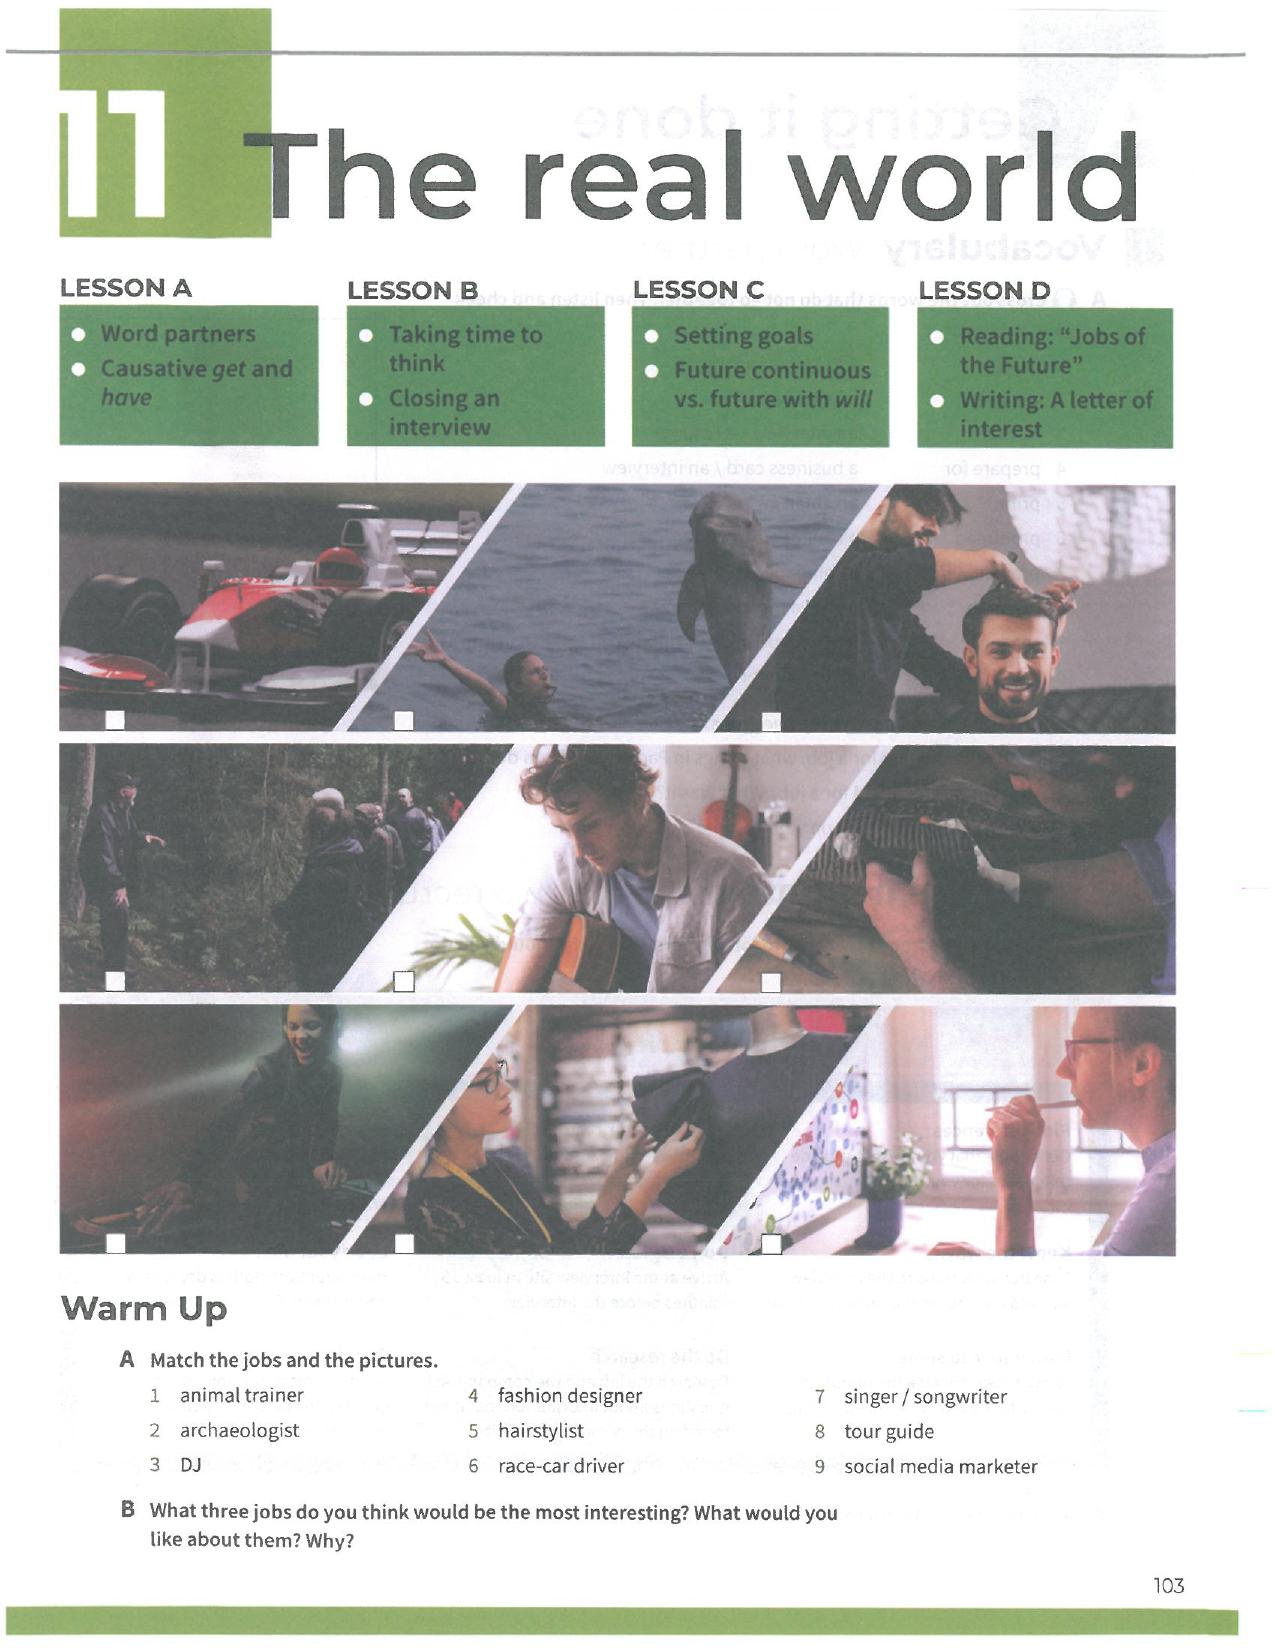 11
The real world
LESSON A
• Word partners
• Causative get and
have
LESSON B
• Taking time to
think
• Closing an
interview
LESSON C
• Setting goals
• Future continuous
vs. future with will
LESSON D
• Reading: “Jobs of
the Future”
• Writing: A letter of
interest
Warm Up
A Match the jobs and the pictures.
1 animal trainer
2 archaeologist
3 DJ
4 fashion designer
5 hairstylist
6 race-car driver
7 singer / songwriter
8 tour guide
9 social media marketer
B What three jobs do you think would be the most interesting? What would you
like about them? Why?
103